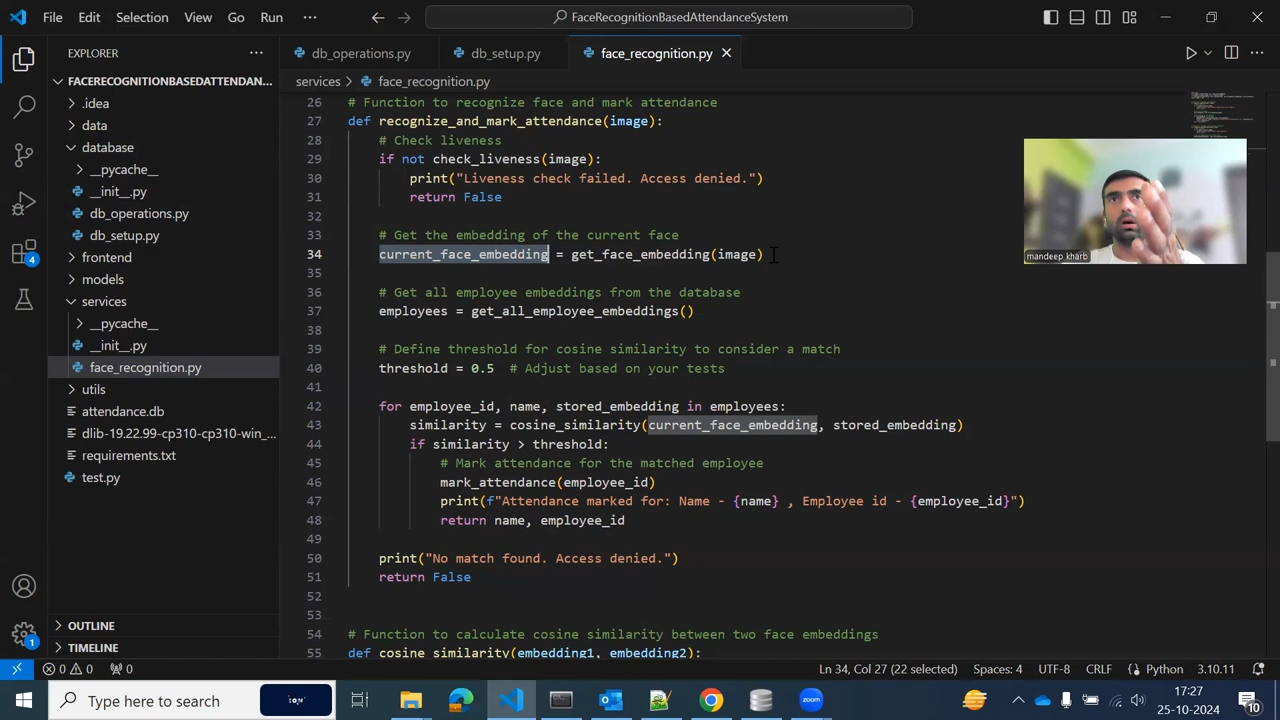 File Edit Selection View Go Run ··· FaceRecognitionBasedAttendanceSystem
EXPLORER ···
db_operations.py db_setup.py face_recognition.py
FACERECOGNITIONBASEDATTENDAN...
services > face_recognition.py
.idea
data
database
__pycache__
__init__.py
db_operations.py
db_setup.py
frontend
models
services
__pycache__
__init__.py
face_recognition.py
utils
attendance.db
dlib-19.22.99-cp310-cp310-win_...
requirements.txt
test.py
OUTLINE
TIMELINE
4
1
26 # Function to recognize face and mark attendance
27 def recognize_and_mark_attendance(image):
28 # Check liveness
29 if not check_liveness(image):
30 print("Liveness check failed. Access denied.")
31 return False
32
33 # Get the embedding of the current face
34 current_face_embedding = get_face_embedding(image)
35
36 # Get all employee embeddings from the database
37 employees = get_all_employee_embeddings()
38
39 # Define threshold for cosine similarity to consider a match
40 threshold = 0.5 # Adjust based on your tests
41
42 for employee_id, name, stored_embedding in employees:
43 similarity = cosine_similarity(current_face_embedding, stored_embedding)
44 if similarity > threshold:
45 # Mark attendance for the matched employee
46 mark_attendance(employee_id)
47 print(f"Attendance marked for: Name - {name} , Employee id - {employee_id}")
48 return name, employee_id
49
50 print("No match found. Access denied.")
51 return False
52
53
54 # Function to calculate cosine similarity between two face embeddings
55 def cosine_similarity(embedding1, embedding2):
mandeep kharb
0 0 0 Ln 34, Col 27 (22 selected) Spaces: 4 UTF-8 CRLF Python 3.10.11
Type here to search
17:27
25-10-2024
10